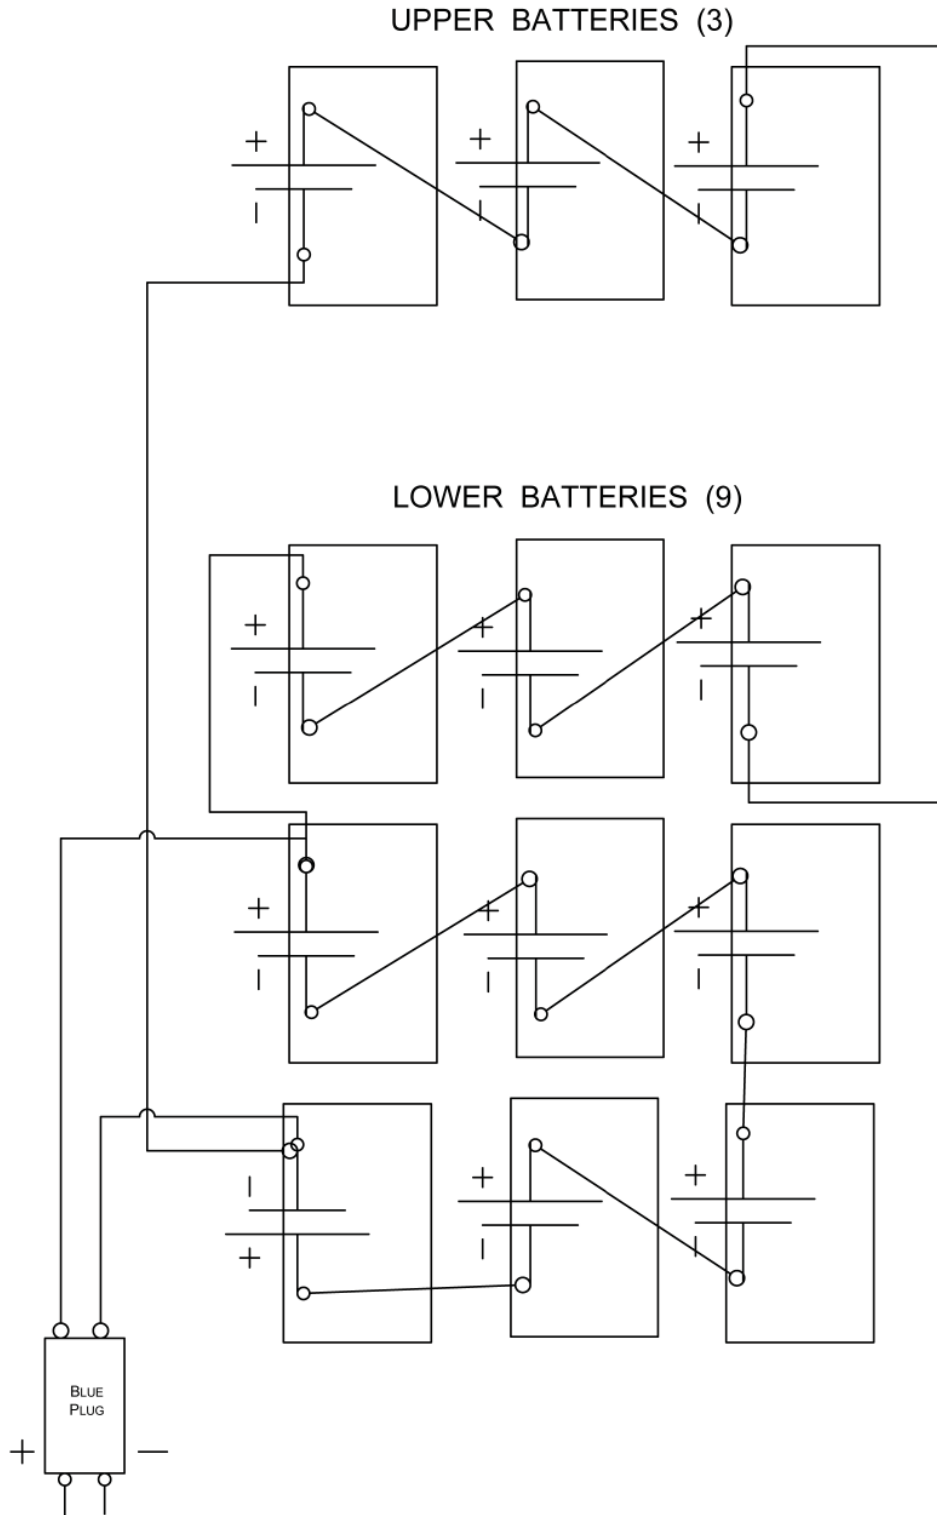 UPPER BATTERIES (3)
+ + +
− − −
LOWER BATTERIES (9)
+ + +
− − −
+ + +
− − −
− + +
+ − −
BLUE
PLUG
+ −